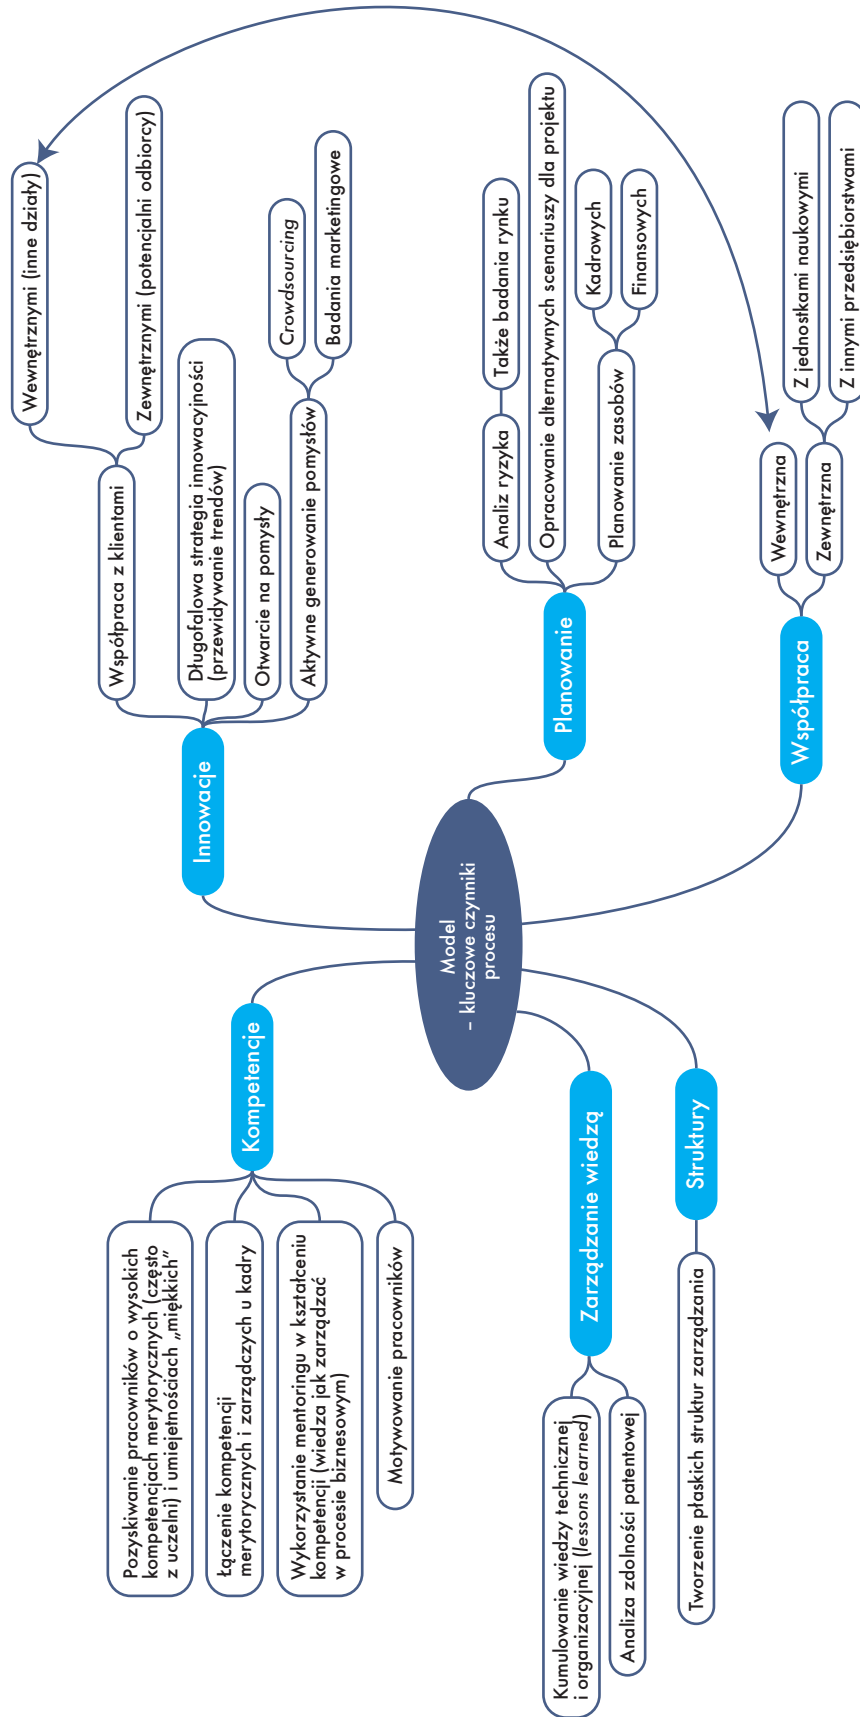 Model
– kluczowe czynniki
procesu
Kompetencje
Pozyskiwanie pracowników o wysokich
kompetencjach merytorycznych (często
z uczelni) i umiejętnościach „miękkich”
Łączenie kompetencji
merytorycznych i zarządczych u kadry
Wykorzystanie mentoringu w kształceniu
kompetencji (wiedza jak zarządzać
w procesie biznesowym)
Motywowanie pracowników
Zarządzanie wiedzą
Kumulowanie wiedzy technicznej
i organizacyjnej (lessons learned)
Analiza zdolności patentowej
Struktury
Tworzenie płaskich struktur zarządzania
Innowacje
Współpraca z klientami
Wewnętrznymi (inne działy)
Zewnętrznymi (potencjalni odbiorcy)
Długofalowa strategia innowacyjności
(przewidywanie trendów)
Otwarcie na pomysły
Aktywne generowanie pomysłów
Crowdsourcing
Badania marketingowe
Planowanie
Analiz ryzyka
Także badania rynku
Opracowanie alternatywnych scenariuszy dla projektu
Planowanie zasobów
Kadrowych
Finansowych
Współpraca
Wewnętrzna
Zewnętrzna
Z jednostkami naukowymi
Z innymi przedsiębiorstwami